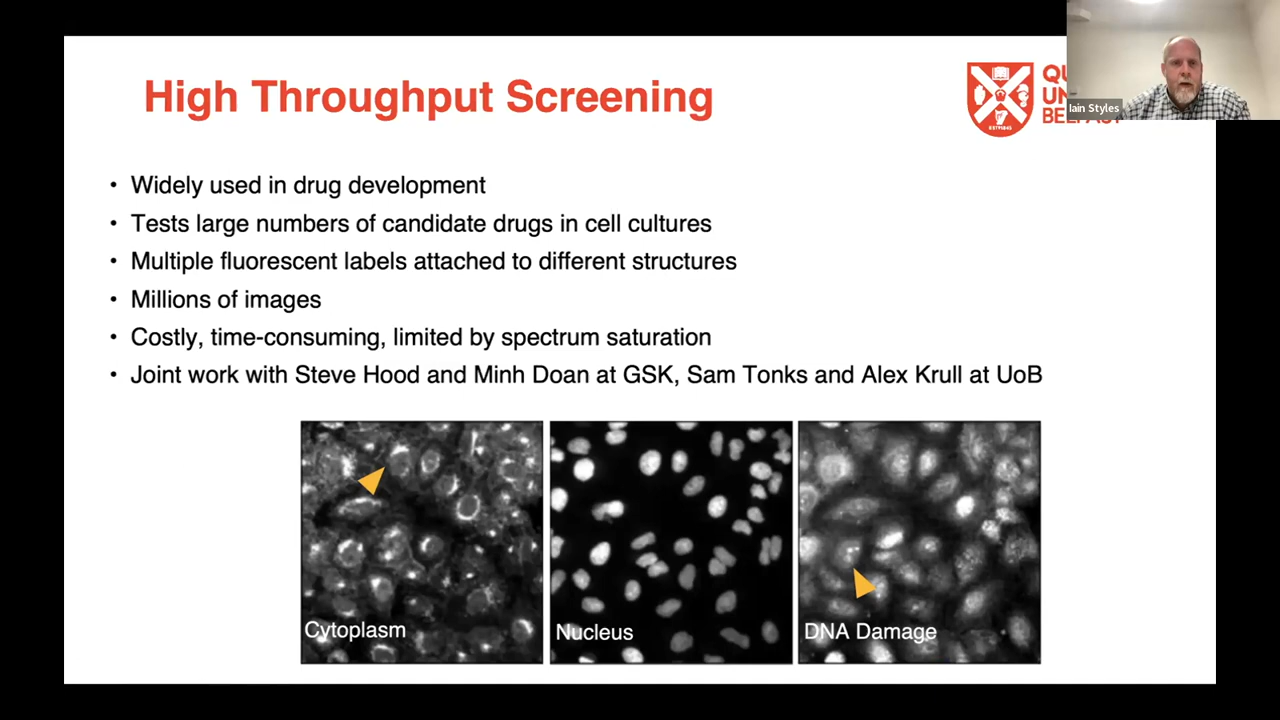 High Throughput Screening
Iain Styles
• Widely used in drug development
• Tests large numbers of candidate drugs in cell cultures
• Multiple fluorescent labels attached to different structures
• Millions of images
• Costly, time-consuming, limited by spectrum saturation
• Joint work with Steve Hood and Minh Doan at GSK, Sam Tonks and Alex Krull at UoB
Cytoplasm
Nucleus
DNA Damage